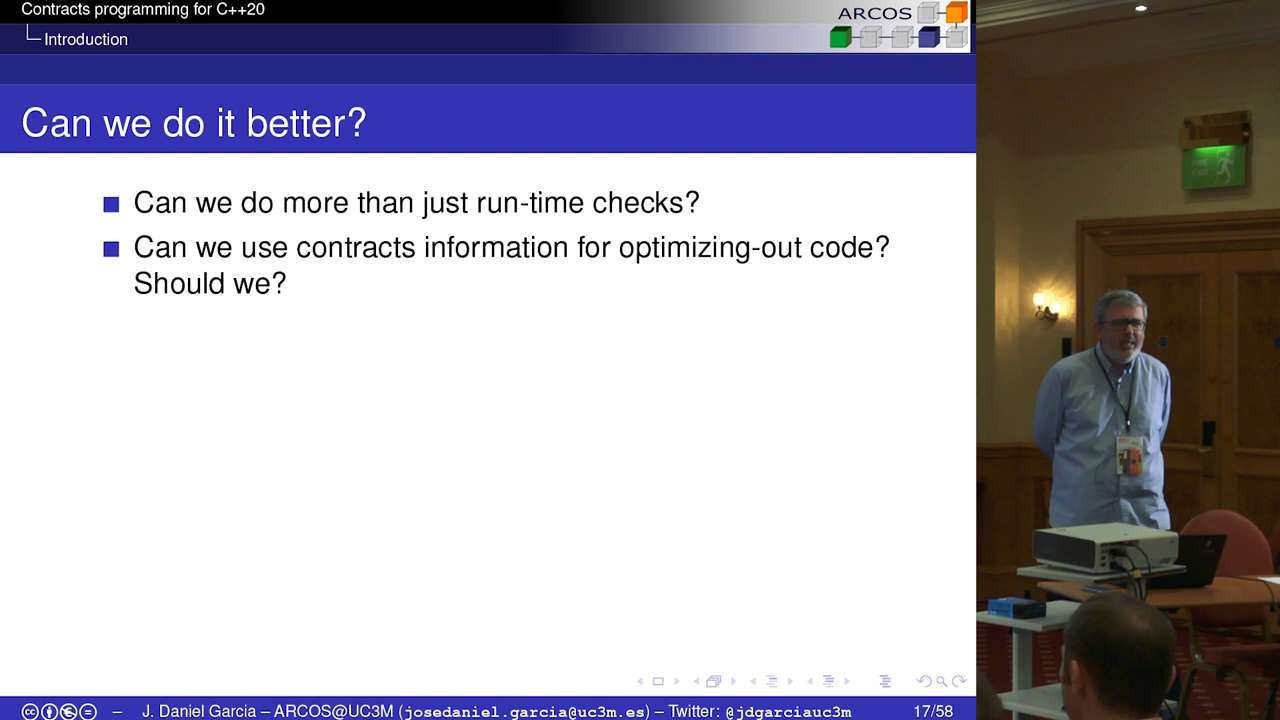 Contracts programming for C++20
Introduction
ARCOS
Can we do it better?
Can we do more than just run-time checks?
Can we use contracts information for optimizing-out code?
Should we?
– J. Daniel Garcia – ARCOS@UC3M (josedaniel.garcia@uc3m.es) – Twitter: @jdgarciauc3m 17/58